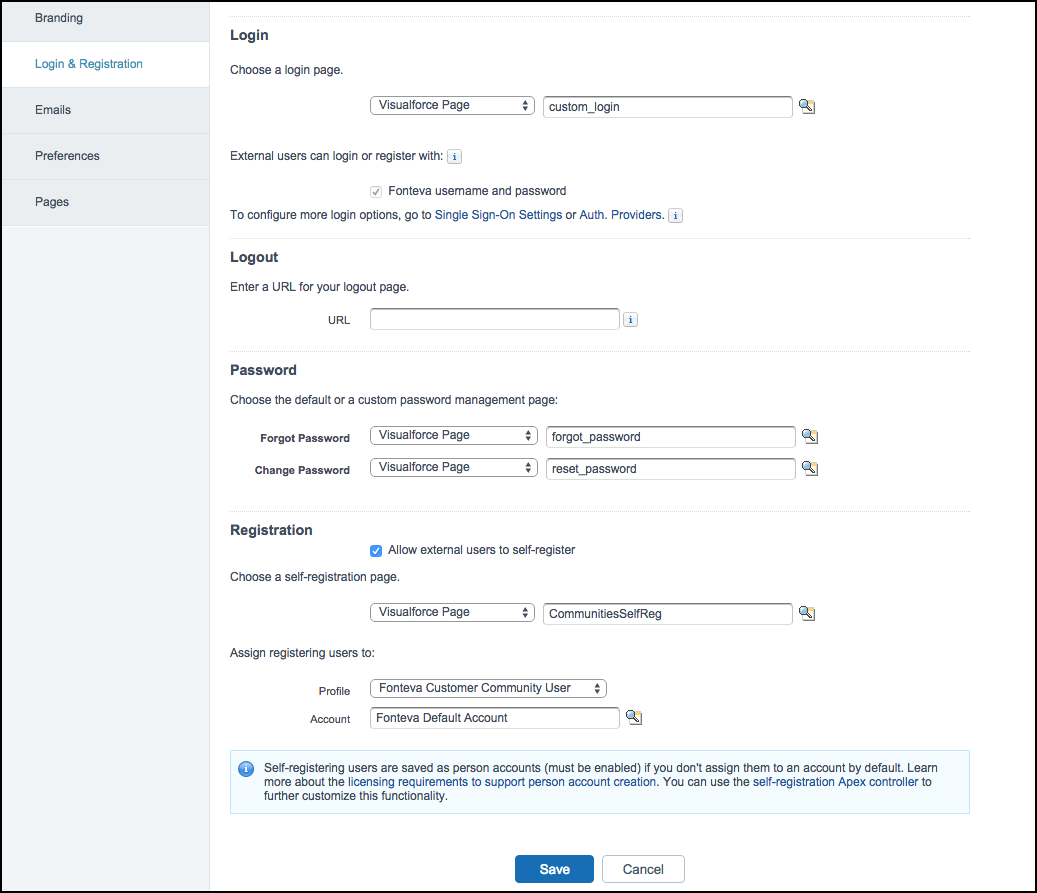 Branding
Login & Registration
Emails
Preferences
Pages
Login
Choose a login page.
Visualforce Page custom_login
External users can login or register with: i
Fonteva username and password
To configure more login options, go to Single Sign-On Settings or Auth. Providers. i
Logout
Enter a URL for your logout page.
URL i
Password
Choose the default or a custom password management page:
Forgot Password Visualforce Page forgot_password
Change Password Visualforce Page reset_password
Registration
Allow external users to self-register
Choose a self-registration page.
Visualforce Page CommunitiesSelfReg
Assign registering users to:
Profile Fonteva Customer Community User
Account Fonteva Default Account
i Self-registering users are saved as person accounts (must be enabled) if you don't assign them to an account by default. Learn
more about the licensing requirements to support person account creation. You can use the self-registration Apex controller to
further customize this functionality.
Save Cancel